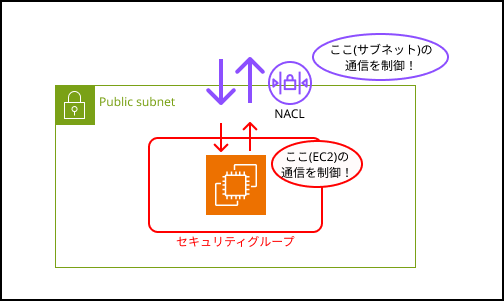 ここ(サブネット)の
通信を制御！
Public subnet
NACL
ここ(EC2)の
通信を制御！
セキュリティグループ